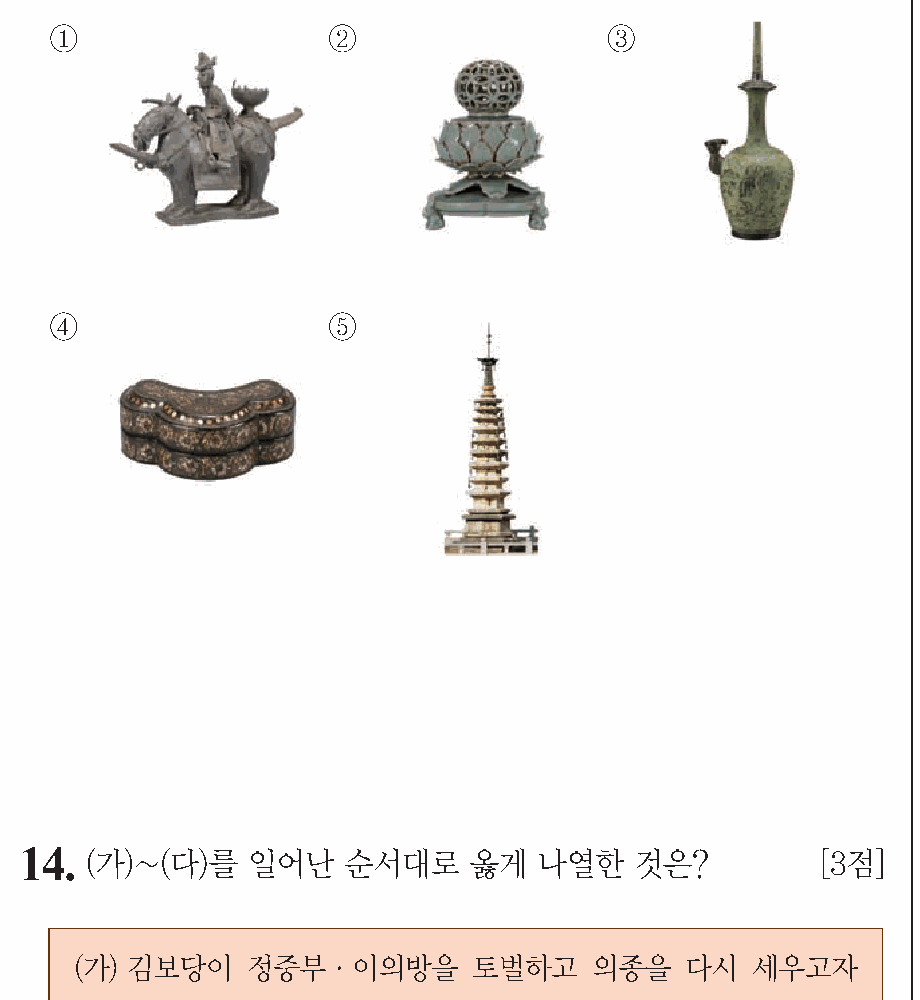 ① ② ③
④ ⑤
14. (가)~(다)를 일어난 순서대로 옳게 나열한 것은? [3점]
(가) 김보당이 정중부·이의방을 토벌하고 의종을 다시 세우고자